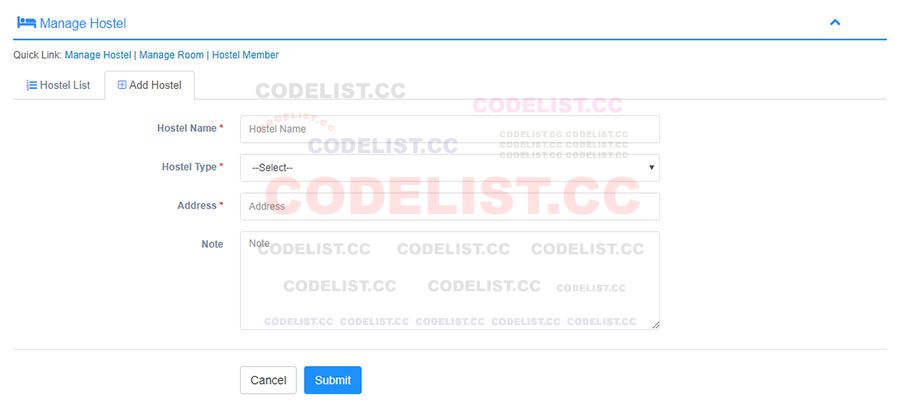 Manage Hostel
Quick Link: Manage Hostel | Manage Room | Hostel Member
Hostel List
Add Hostel
CODELIST.CC
CODELIST.CC
Hostel Name *
Hostel Name
CODELIST.CC
CODELIST.CC CODELIST.CC
CODELIST.CC
CODELIST.CC CODELIST.CC
CODELIST.CC CODELIST.CC
Hostel Type *
--Select--
CODELIST.CC
Address *
Address
Note
Note
CODELIST.CC CODELIST.CC CODELIST.CC
CODELIST.CC CODELIST.CC CODELIST.CC
CODELIST.CC CODELIST.CC CODELIST.CC CODELIST.CC CODELIST.CC
Cancel
Submit